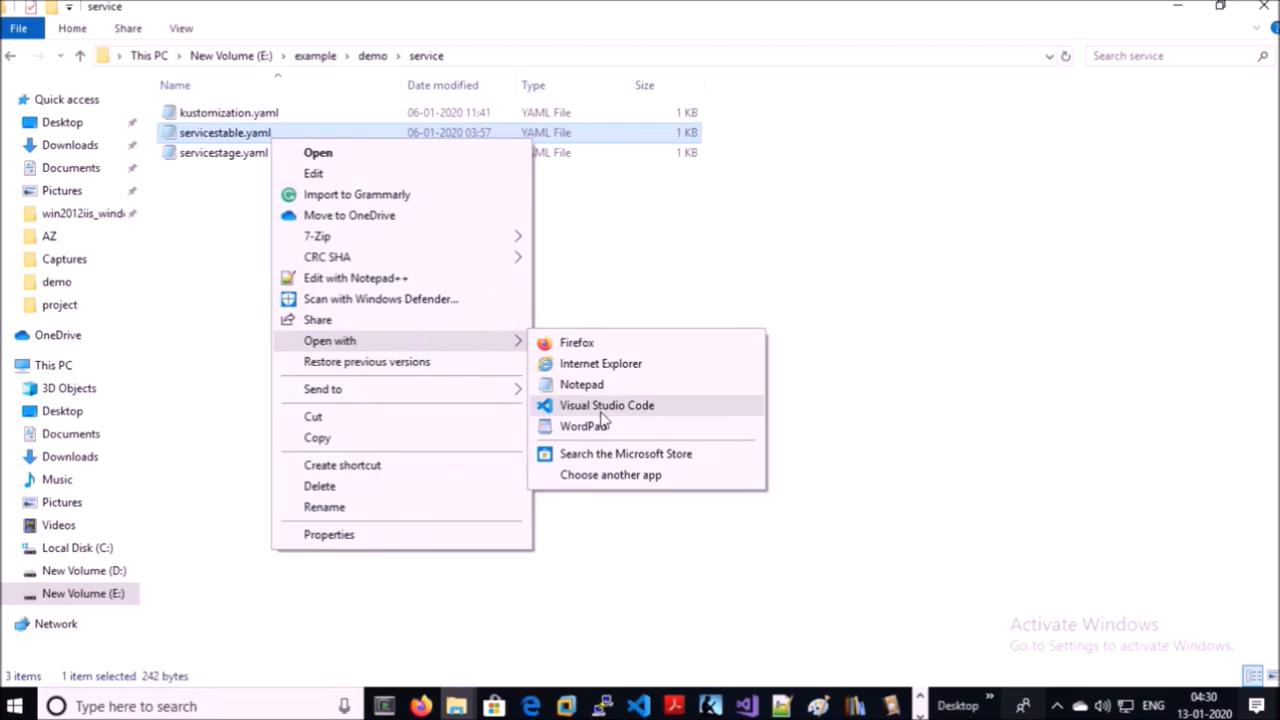 service
File Home Share View
This PC New Volume (E:) example demo service
Search service
Name Date modified Type Size
kustomization.yaml 06-01-2020 11:41 YAML File 1 KB
servicestable.yaml 06-01-2020 03:57 YAML File 1 KB
servicestage.yaml ML File 1 KB
Quick access
Desktop
Downloads
Documents
Pictures
win2012iis_wind
AZ
Captures
demo
project
OneDrive
This PC
3D Objects
Desktop
Documents
Downloads
Music
Pictures
Videos
Local Disk (C:)
New Volume (D:)
New Volume (E:)
Network
Open
Edit
Import to Grammarly
Move to OneDrive
7-Zip
CRC SHA
Edit with Notepad++
Scan with Windows Defender...
Share
Open with
Restore previous versions
Send to
Cut
Copy
Create shortcut
Delete
Rename
Properties
Firefox
Internet Explorer
Notepad
Visual Studio Code
WordPad
Search the Microsoft Store
Choose another app
Activate Windows
Go to Settings to activate Windows.
3 items 1 item selected 242 bytes
Type here to search
Desktop
ENG
04:30
13-01-2020